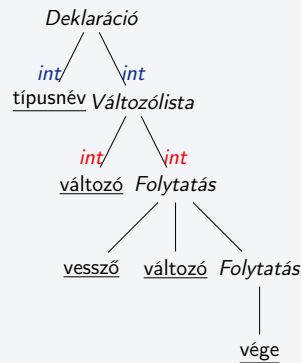 Deklaráció
int int
típusnév Változólista
int int
változó Folytatás
vessző változó Folytatás
vége